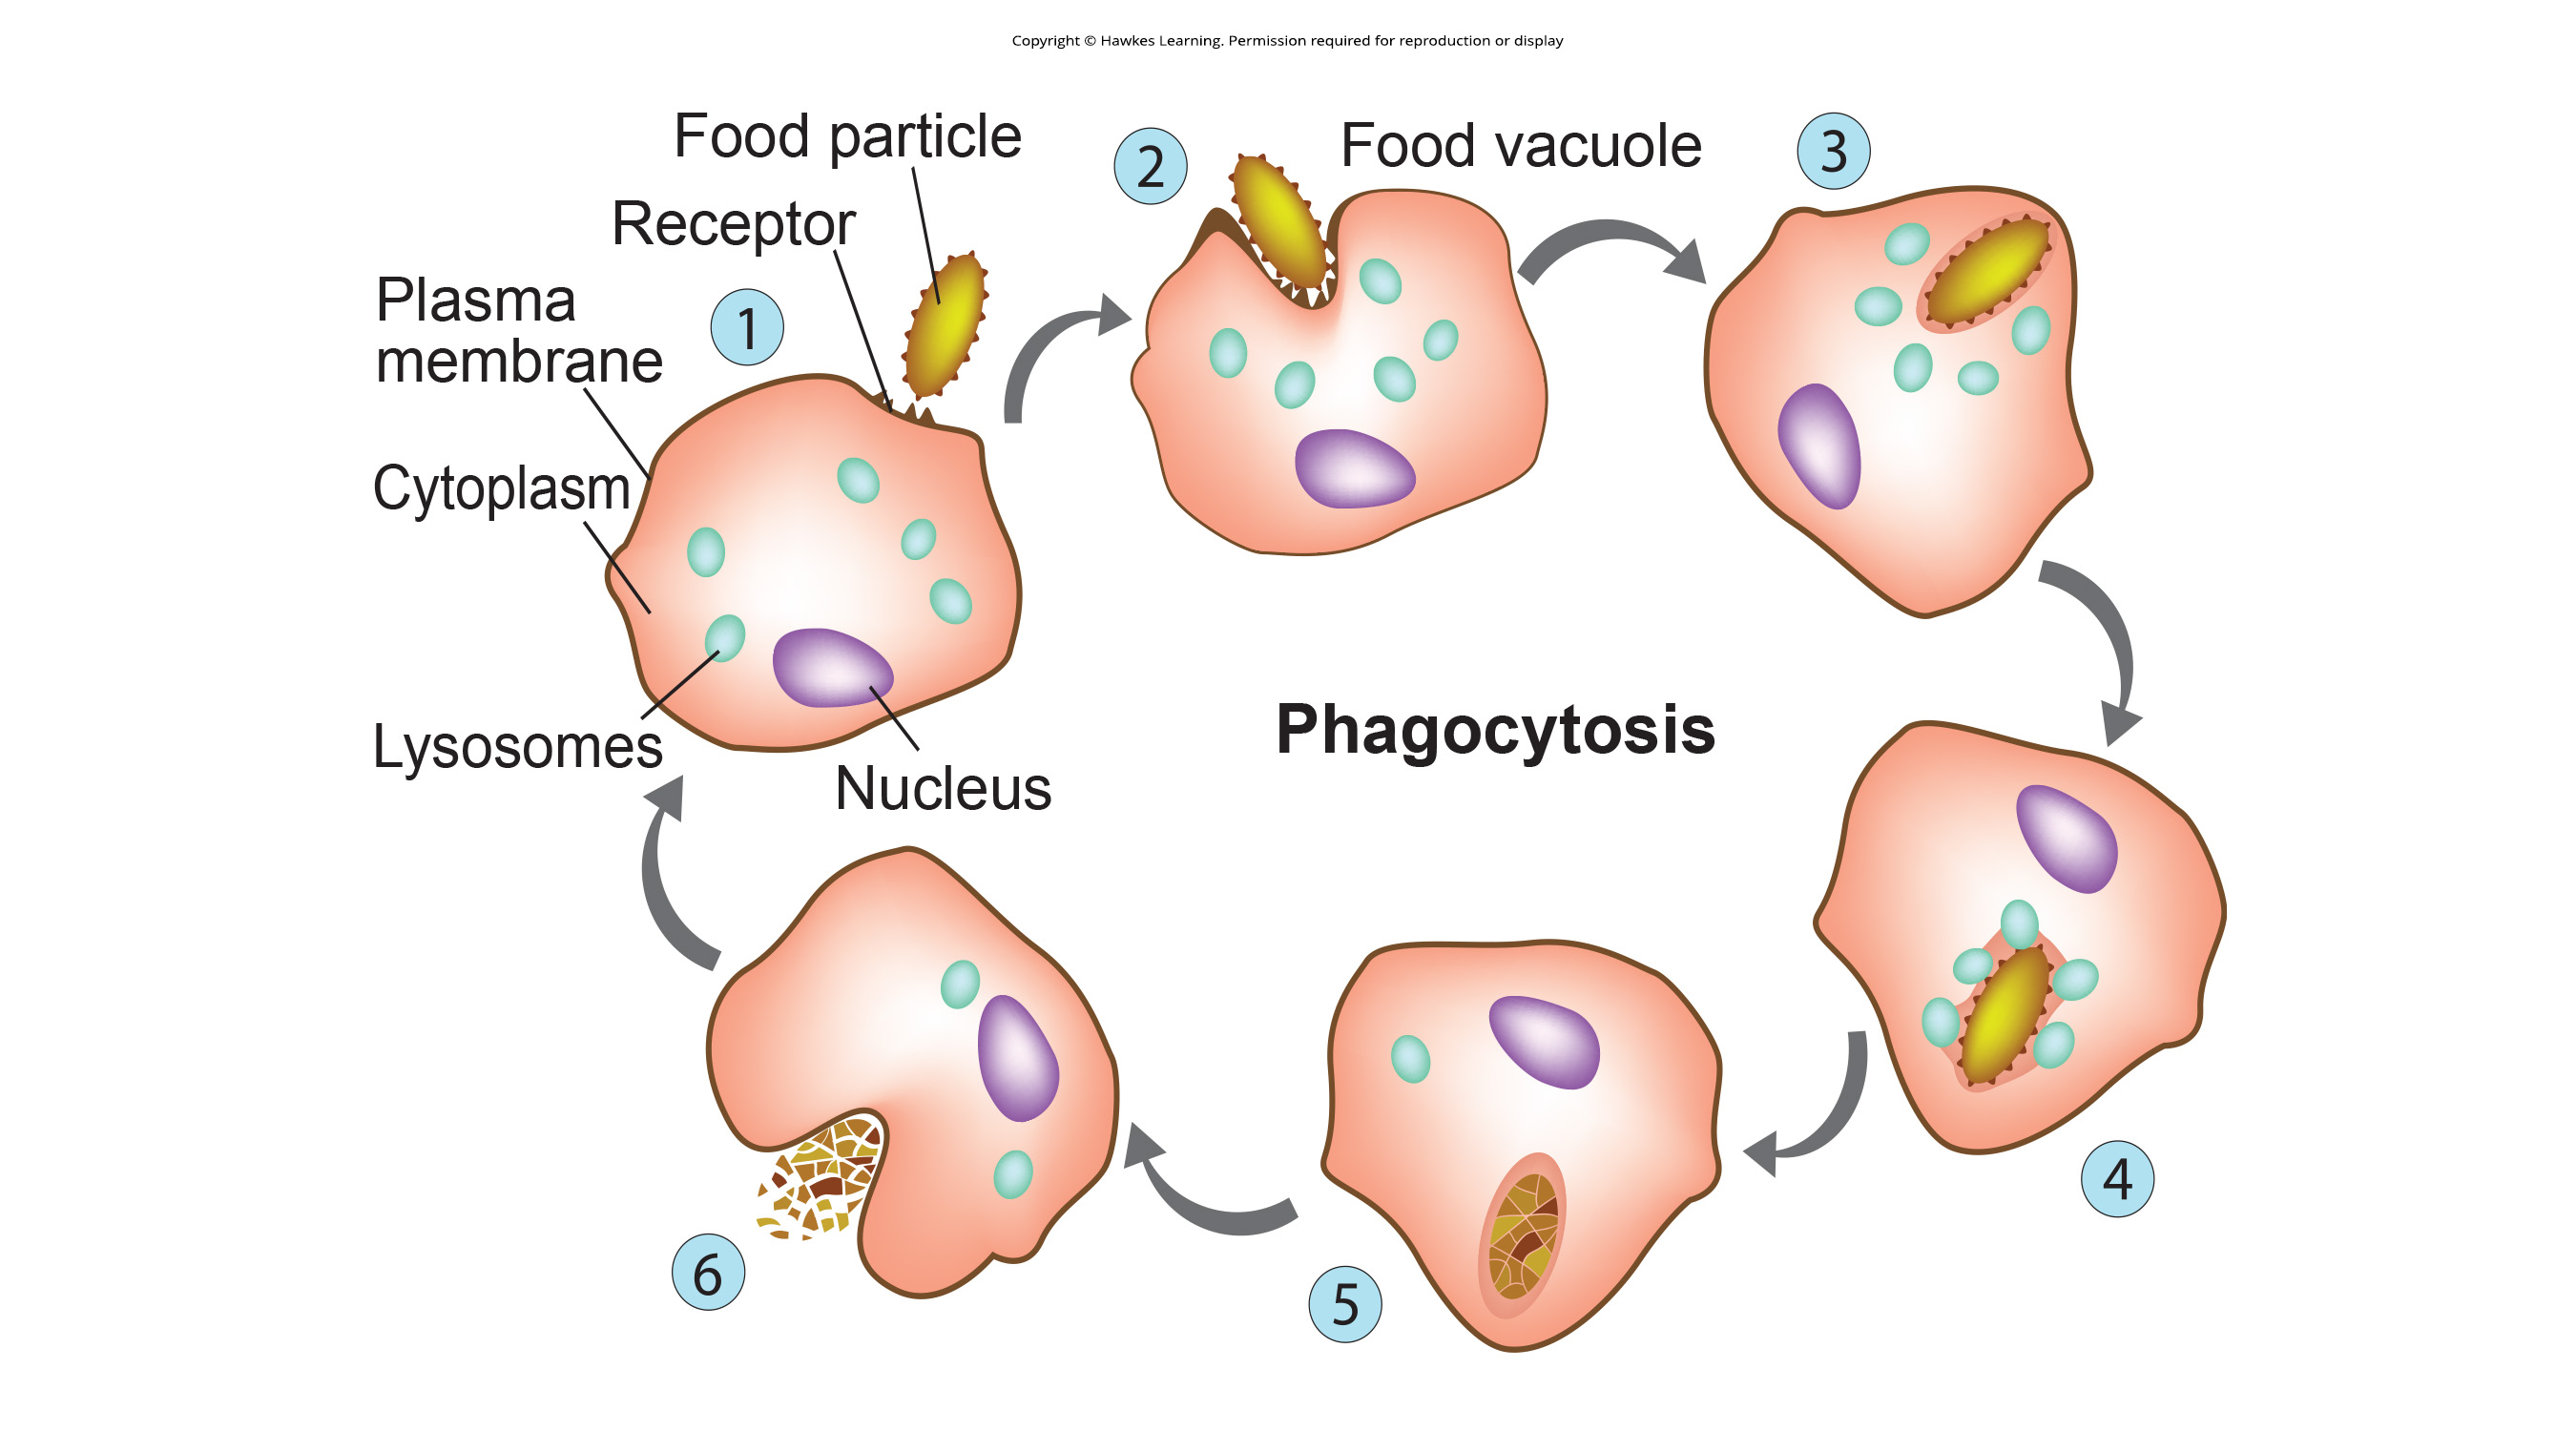 Copyright © Hawkes Learning. Permission required for reproduction or display
Food particle
Receptor
Plasma
membrane
Cytoplasm
Lysosomes
Nucleus
1
2
Food vacuole
3
Phagocytosis
4
5
6